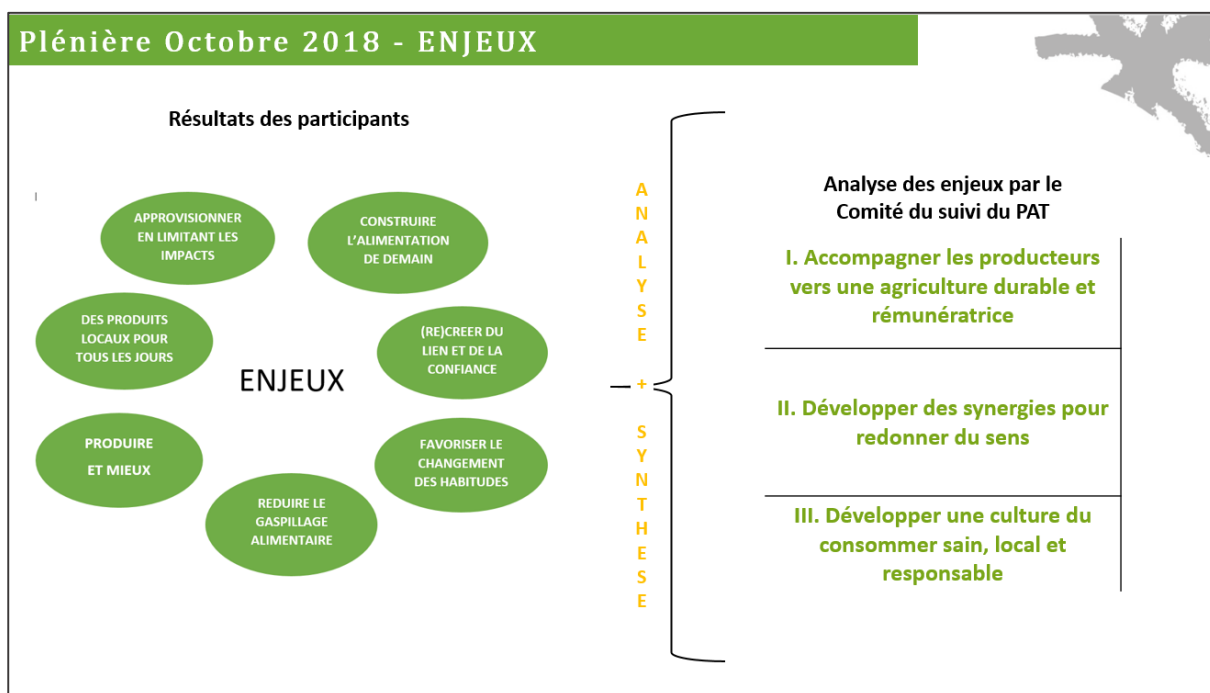 Plénière Octobre 2018 - ENJEUX
Résultats des participants
APPROVISIONNER
EN LIMITANT LES
IMPACTS
CONSTRUIRE
L'ALIMENTATION
DE DEMAIN
DES PRODUITS
LOCAUX POUR
TOUS LES JOURS
(RE)CREER DU
LIEN ET DE LA
CONFIANCE
ENJEUX
PRODUIRE
ET MIEUX
FAVORISER LE
CHANGEMENT
DES HABITUDES
REDUIRE LE
GASPILLAGE
ALIMENTAIRE
ANALYSE + SYNTHESE
Analyse des enjeux par le
Comité du suivi du PAT
I. Accompagner les producteurs
vers une agriculture durable et
rémunératrice
II. Développer des synergies pour
redonner du sens
III. Développer une culture du
consommer sain, local et
responsable